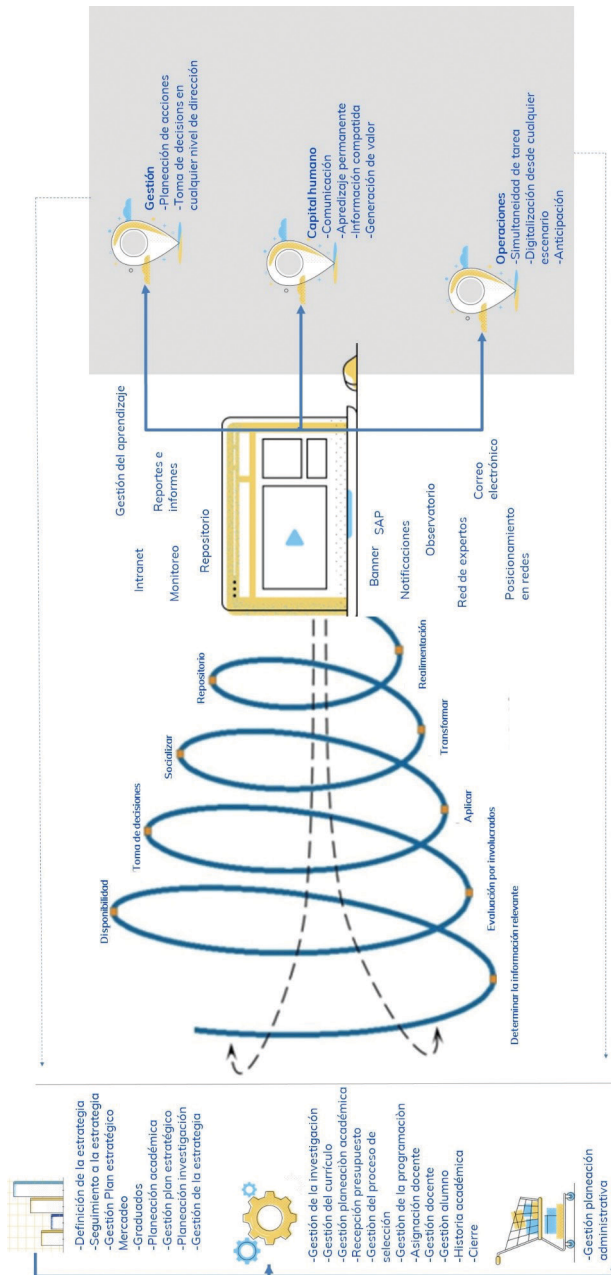 -Definición de la estrategia
-Seguimiento a la estrategia
-Gestión Plan estratégico
Mercadeo
-Graduados
-Planeación académica
-Gestión plan estratégico
-Planeación investigación
-Gestión de la estrategia
-Gestión de la investigación
-Gestión del currículo
-Gestión planeacion académica
-Recepción presupuesto
-Gestión del proceso de
selección
-Gestión de la programaciòn
-Asignación docente
-Gestión docente
-Gestión alumno
-Historia académica
-Cierre
-Gestión planeación
administrativa
Disponibilidad
Toma de decisiones
Socializar
Repositorio
Determinar la información relevante
Evaluación por involucrados
Aplicar
Transformar
Realimentación
Gestión del aprendizaje
Intranet
Reportes e
informes
Monitoreo
Repositorio
Banner
SAP
Notificaciones
Observatorio
Red de expertos
Correo
electrónico
Posicionamiento
en redes
Gestión
-Planeación de acciones
-Toma de decisions en
cualquier nivel de dirección
Capital humano
-Comunicación
-Apredizaje permanente
-Información compatida
-Generación de valor
Operaciones
-Simultaneidad de tarea
-Digitalización desde cualquier
escenario
-Anticipación